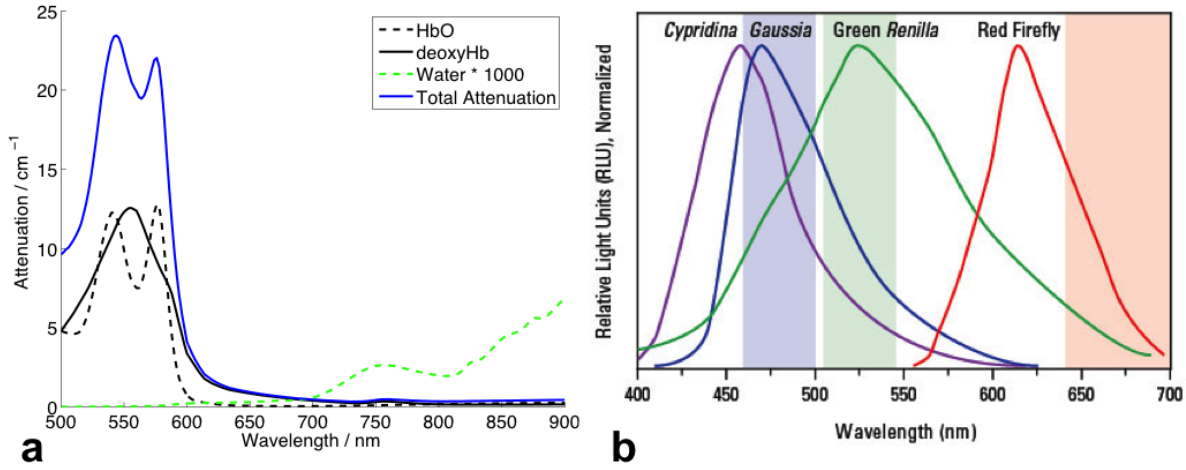 25
20
15
10
5
0
Attenuation / cm⁻¹
HbO
deoxyHb
Water * 1000
Total Attenuation
500 550 600 650 700 750 800 850 900
Wavelength / nm
a
Cypridina Gaussia Green Renilla Red Firefly
Relative Light Units (RLU), Normalized
400 450 500 550 600 650 700
Wavelength (nm)
b